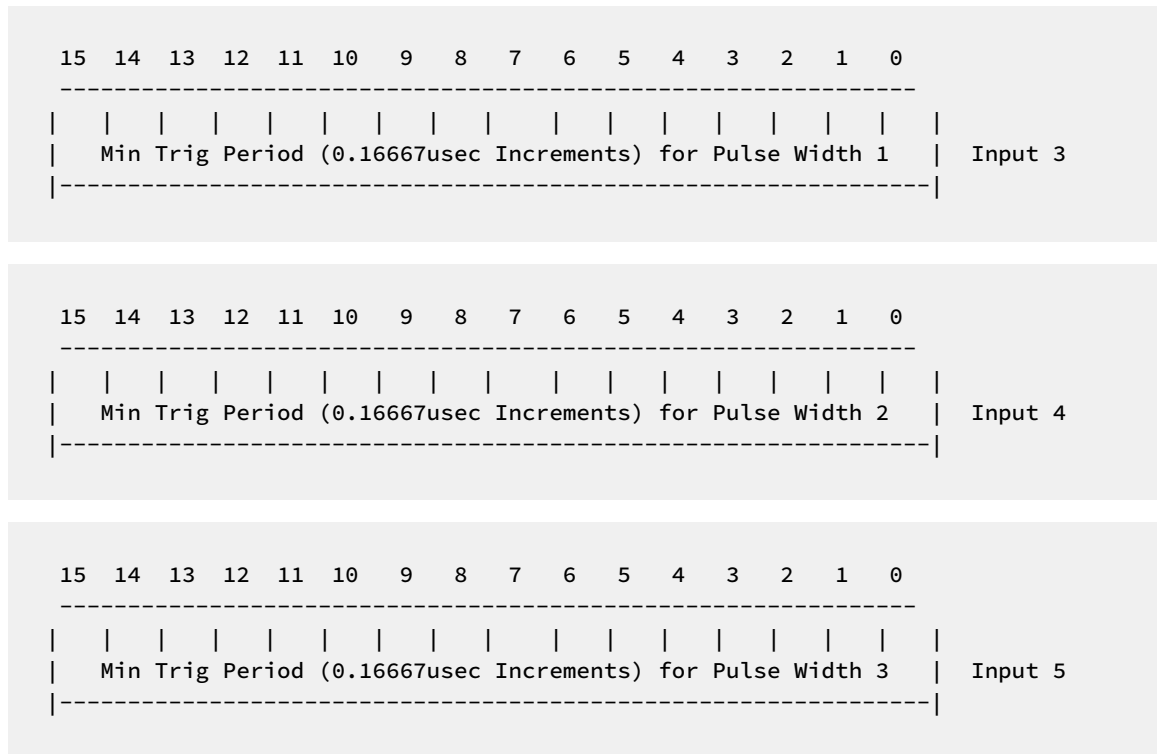 15 14 13 12 11 10 9 8 7 6 5 4 3 2 1 0
----------------------------------------------------------------
| | | | | | | | | | | | | | | | |
| Min Trig Period (0.16667usec Increments) for Pulse Width 1 | Input 3
|----------------------------------------------------------------|
15 14 13 12 11 10 9 8 7 6 5 4 3 2 1 0
----------------------------------------------------------------
| | | | | | | | | | | | | | | | |
| Min Trig Period (0.16667usec Increments) for Pulse Width 2 | Input 4
|----------------------------------------------------------------|
15 14 13 12 11 10 9 8 7 6 5 4 3 2 1 0
----------------------------------------------------------------
| | | | | | | | | | | | | | | | |
| Min Trig Period (0.16667usec Increments) for Pulse Width 3 | Input 5
|----------------------------------------------------------------|